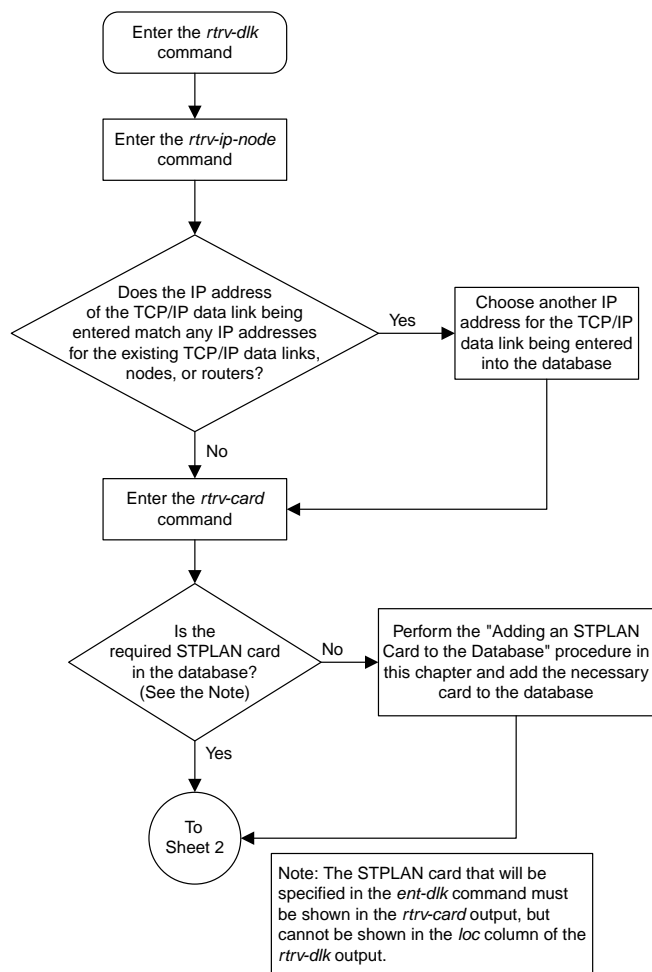 Enter the rtrv-dlk
command
Enter the rtrv-ip-node
command
Does the IP address
of the TCP/IP data link being
entered match any IP addresses
for the existing TCP/IP data links,
nodes, or routers?
Yes
Choose another IP
address for the TCP/IP
data link being entered
into the database
No
Enter the rtrv-card
command
Is the
required STPLAN card
in the database?
(See the Note)
No
Perform the "Adding an STPLAN
Card to the Database" procedure in
this chapter and add the necessary
card to the database
Yes
To
Sheet 2
Note: The STPLAN card that will be
specified in the ent-dlk command must
be shown in the rtrv-card output, but
cannot be shown in the loc column of the
rtrv-dlk output.